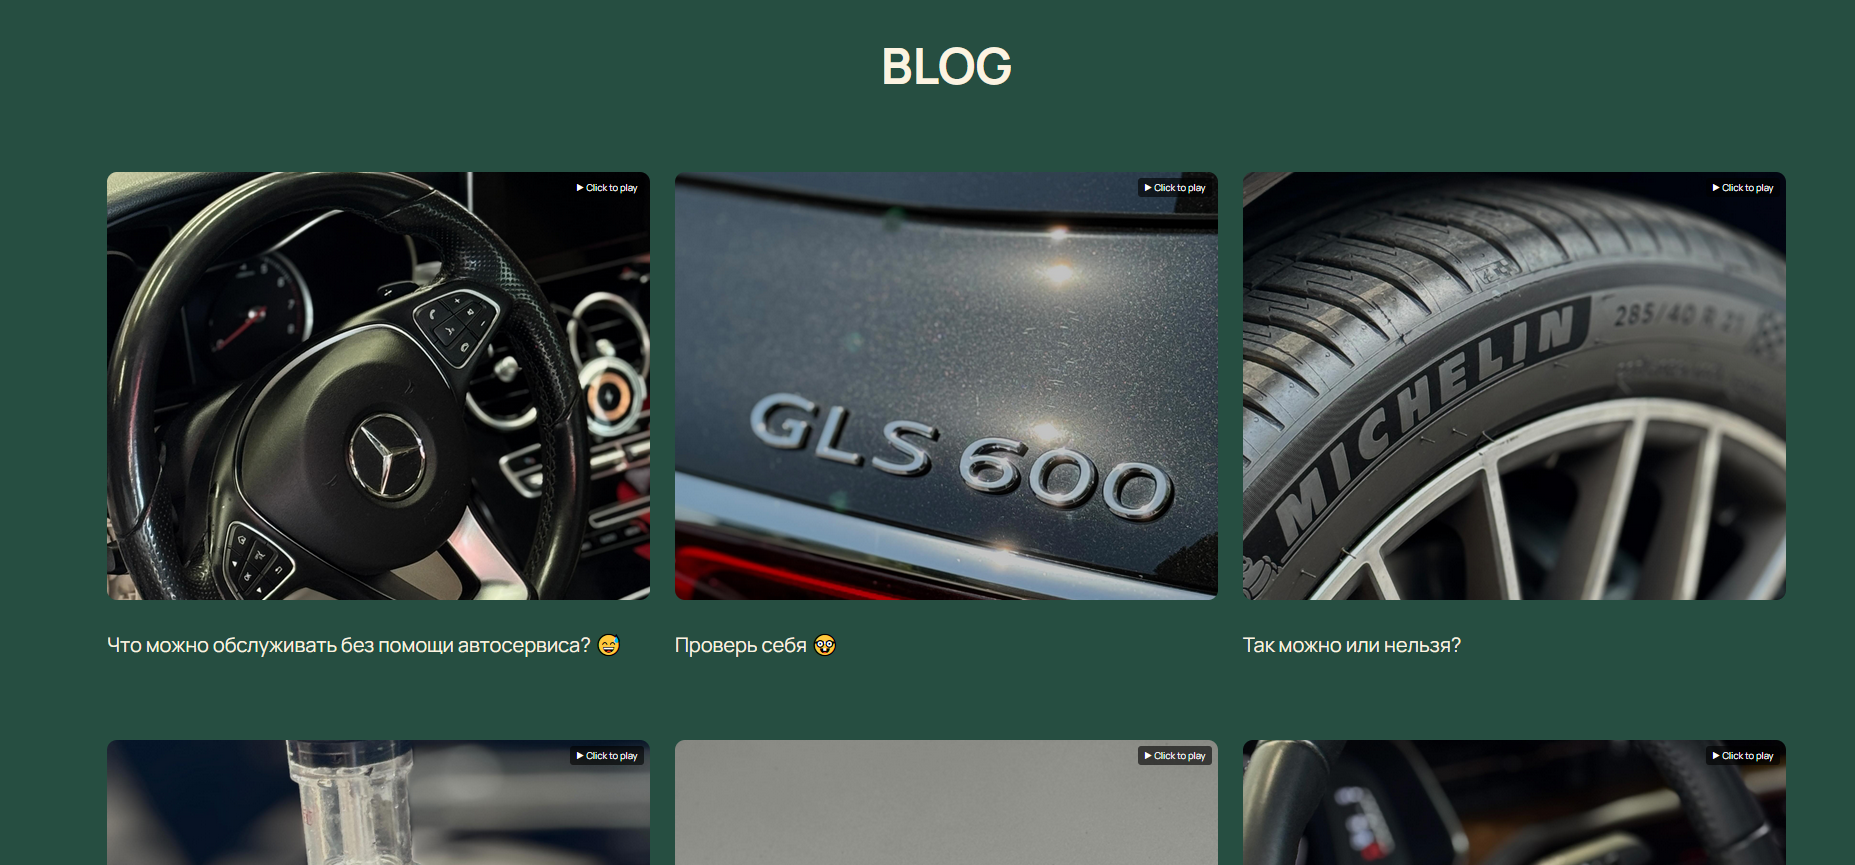 BLOG
▶ Click to play
▶ Click to play
▶ Click to play
GLS 600
MICHELIN
285/40 R 21
Что можно обслуживать без помощи автосервиса? 😅
Проверь себя 🤓
Так можно или нельзя?
▶ Click to play
▶ Click to play
▶ Click to play